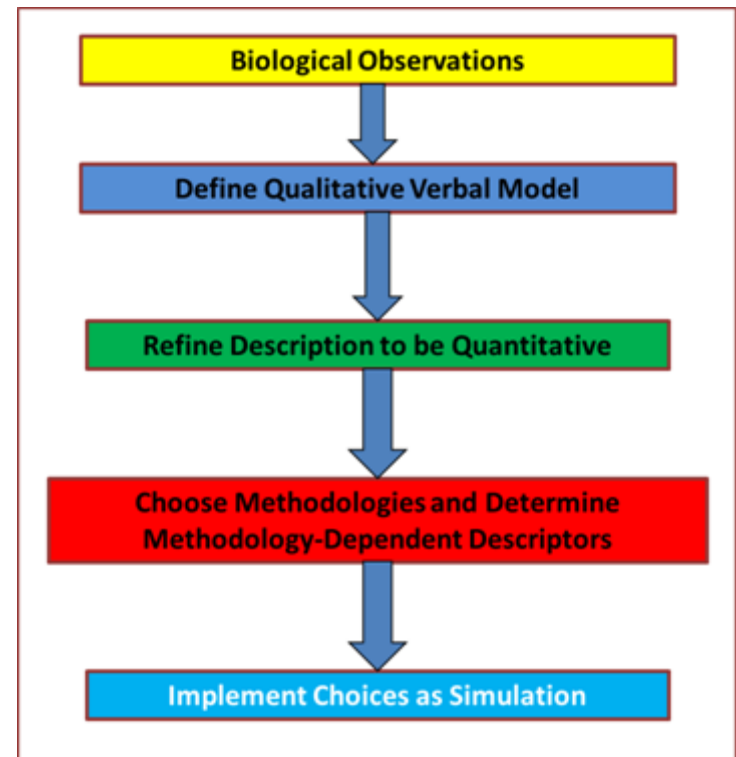 Biological Observations
Define Qualitative Verbal Model
Refine Description to be Quantitative
Choose Methodologies and Determine
Methodology-Dependent Descriptors
Implement Choices as Simulation